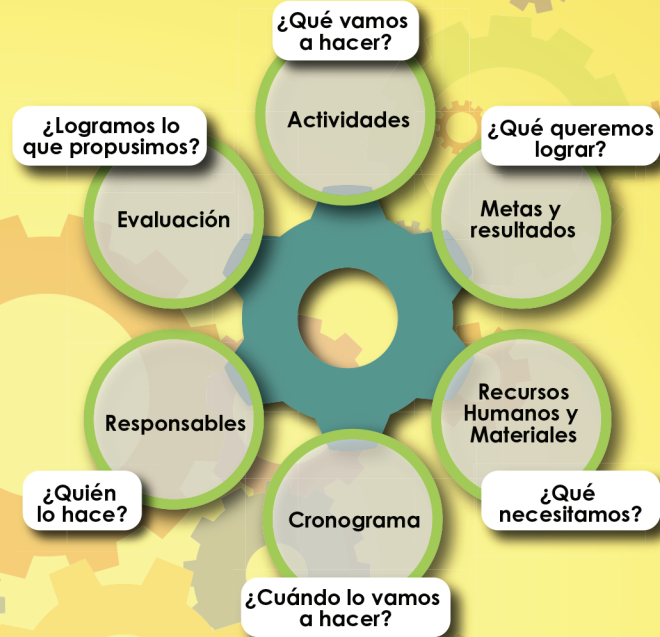 ¿Qué vamos
a hacer?
Actividades
¿Qué queremos
lograr?
Metas y
resultados
Recursos
Humanos y
Materiales
¿Qué
necesitamos?
Cronograma
¿Cuándo lo vamos
a hacer?
Responsables
¿Quién
lo hace?
¿Logramos lo
que propusimos?
Evaluación